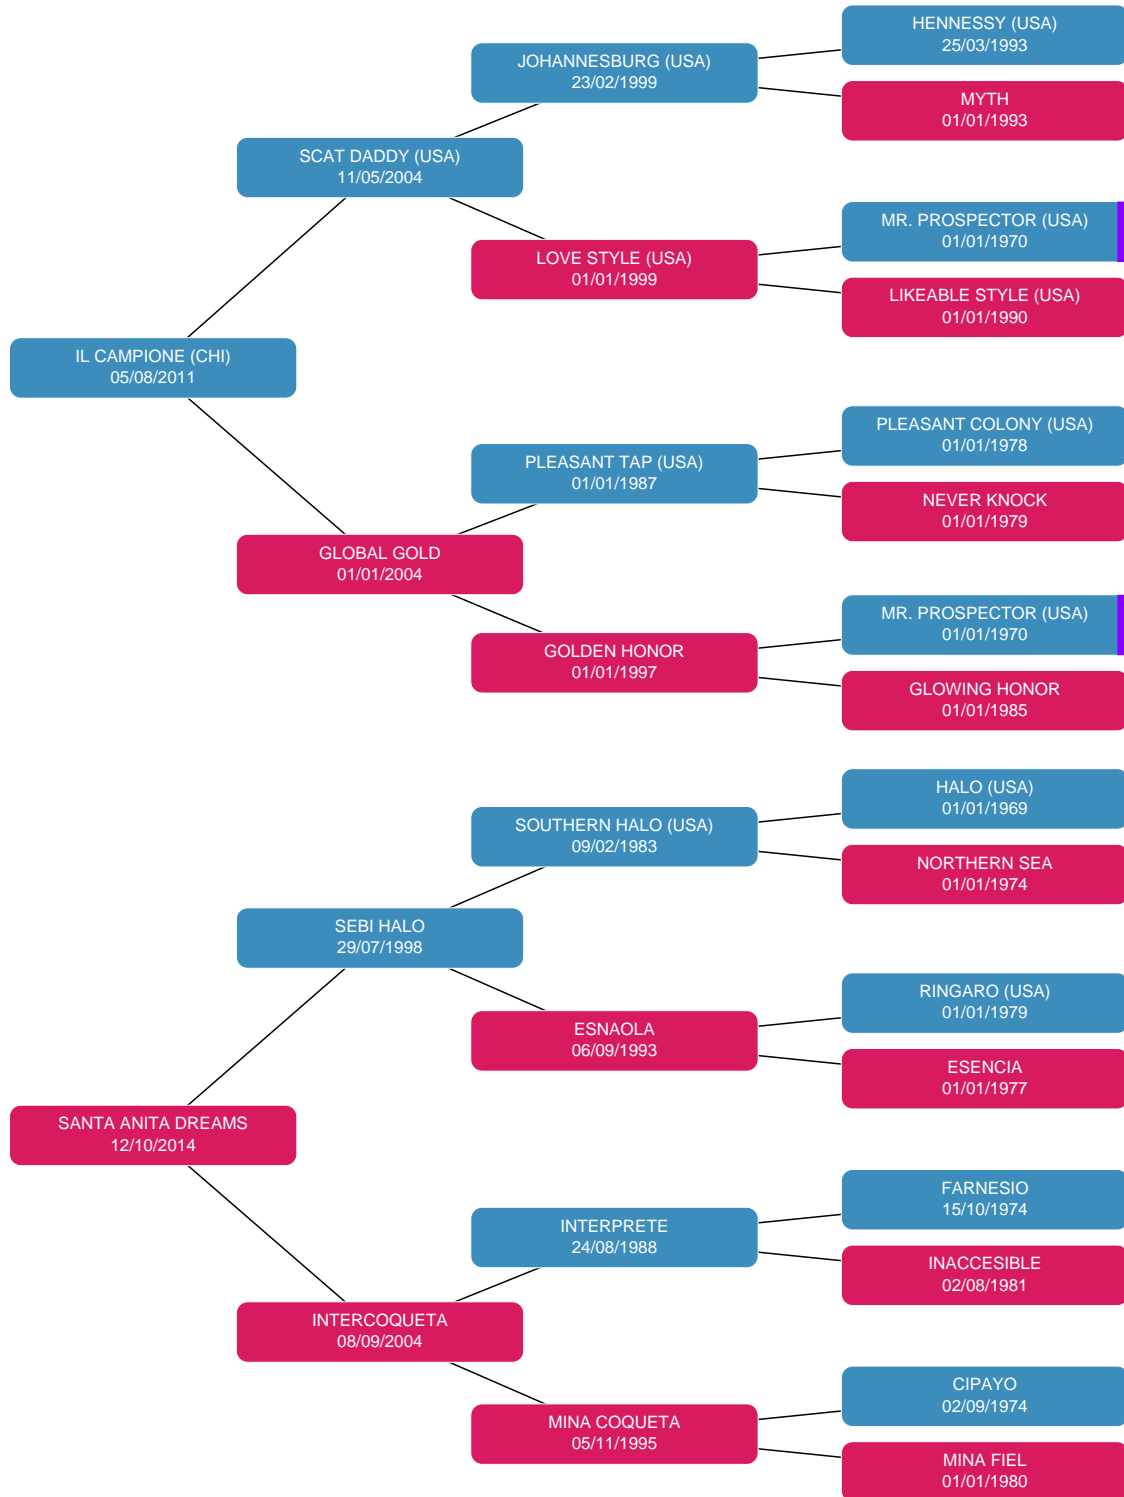 HENNESSY (USA)
25/03/1993
JOHANNESBURG (USA)
23/02/1999
MYTH
01/01/1993
SCAT DADDY (USA)
11/05/2004
MR. PROSPECTOR (USA)
01/01/1970
LOVE STYLE (USA)
01/01/1999
LIKEABLE STYLE (USA)
01/01/1990
IL CAMPIONE (CHI)
05/08/2011
PLEASANT COLONY (USA)
01/01/1978
PLEASANT TAP (USA)
01/01/1987
NEVER KNOCK
01/01/1979
GLOBAL GOLD
01/01/2004
MR. PROSPECTOR (USA)
01/01/1970
GOLDEN HONOR
01/01/1997
GLOWING HONOR
01/01/1985
HALO (USA)
01/01/1969
SOUTHERN HALO (USA)
09/02/1983
NORTHERN SEA
01/01/1974
SEBI HALO
29/07/1998
RINGARO (USA)
01/01/1979
ESNAOLA
06/09/1993
ESENCIA
01/01/1977
SANTA ANITA DREAMS
12/10/2014
FARNESIO
15/10/1974
INTERPRETE
24/08/1988
INACCESIBLE
02/08/1981
INTERCOQUETA
08/09/2004
CIPAYO
02/09/1974
MINA COQUETA
05/11/1995
MINA FIEL
01/01/1980